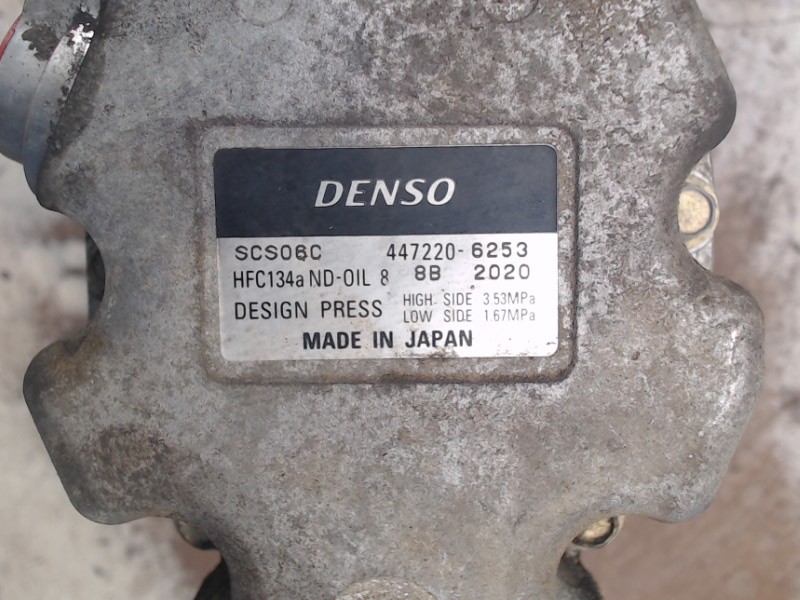 DENSO
SCS06C 447220-6253
HFC134a ND-OIL 8 8B 2020
DESIGN PRESS HIGH SIDE 3.53MPa
LOW SIDE 1.67MPa
MADE IN JAPAN